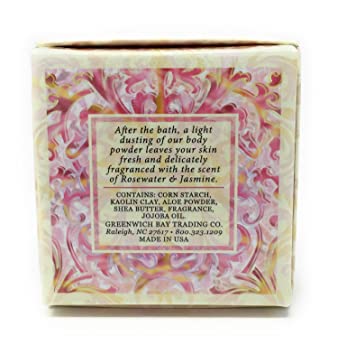 After the bath, a light
dusting of our body
powder leaves your skin
fresh and delicately
fragranced with the scent
of Rosewater & Jasmine.
CONTAINS: CORN STARCH,
KAOLIN CLAY, ALOE POWDER,
SHEA BUTTER, FRAGRANCE,
JOJOBA OIL.
GREENWICH BAY TRADING CO.
Raleigh, NC 27617 • 800.323.1209
MADE IN USA